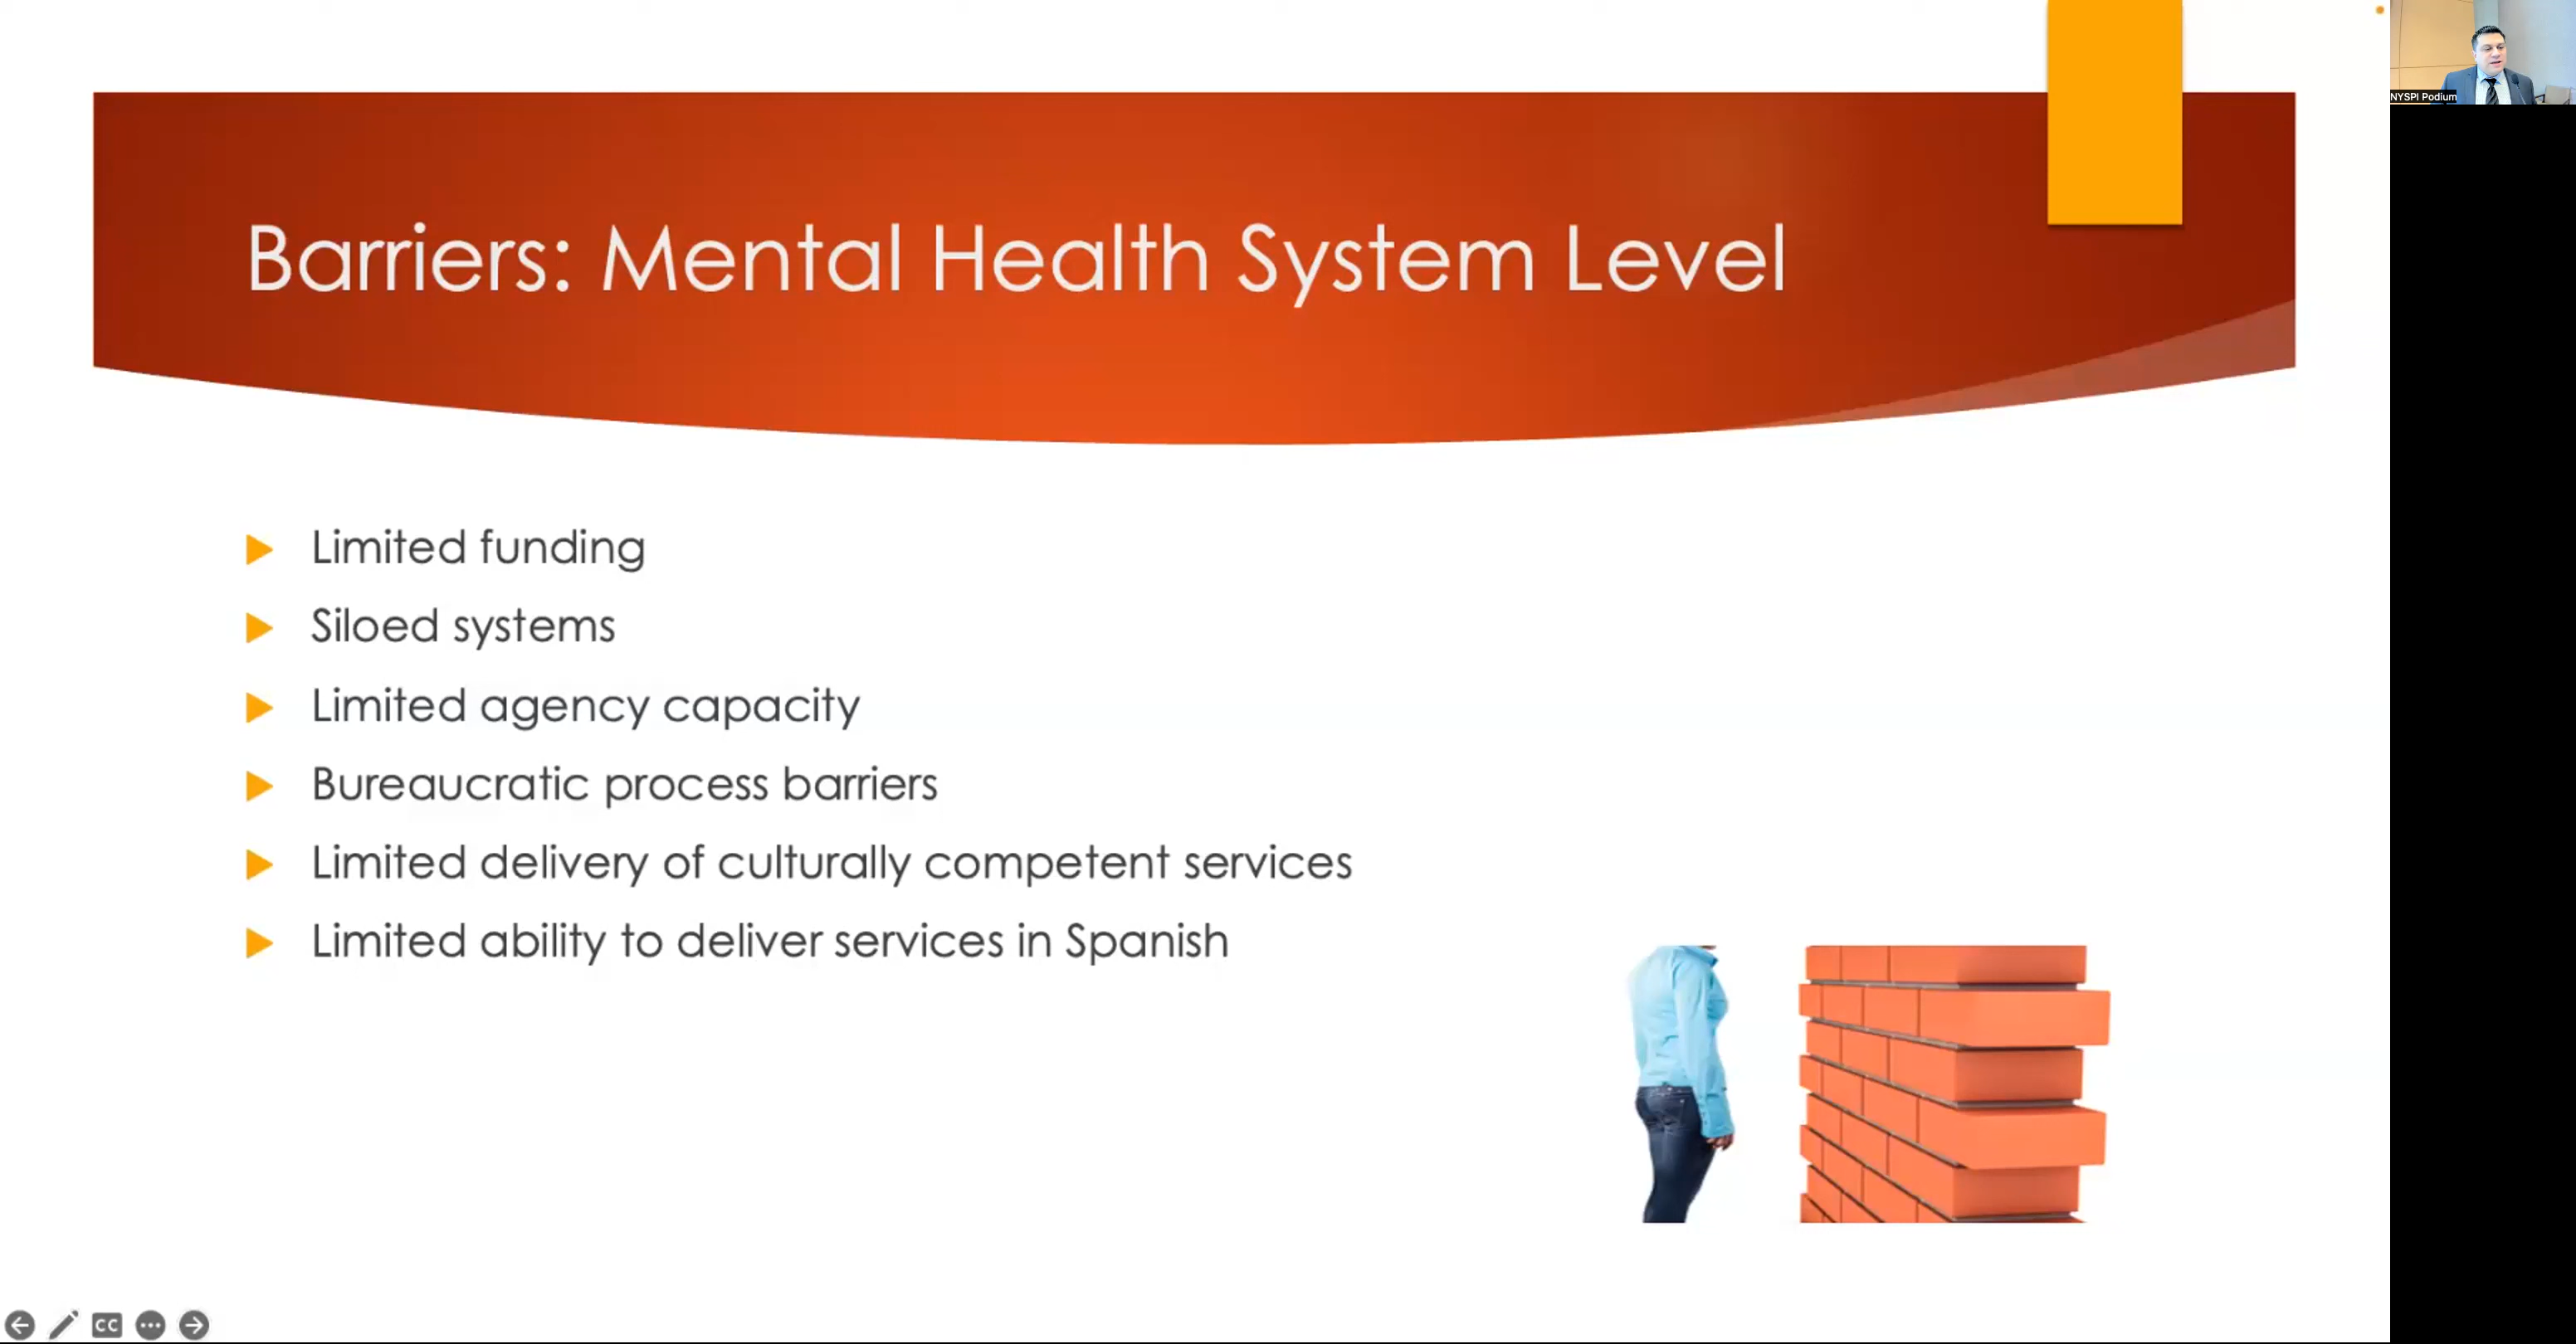 NYSPI Podium
Barriers: Mental Health System Level
Limited funding
Siloed systems
Limited agency capacity
Bureaucratic process barriers
Limited delivery of culturally competent services
Limited ability to deliver services in Spanish
CC